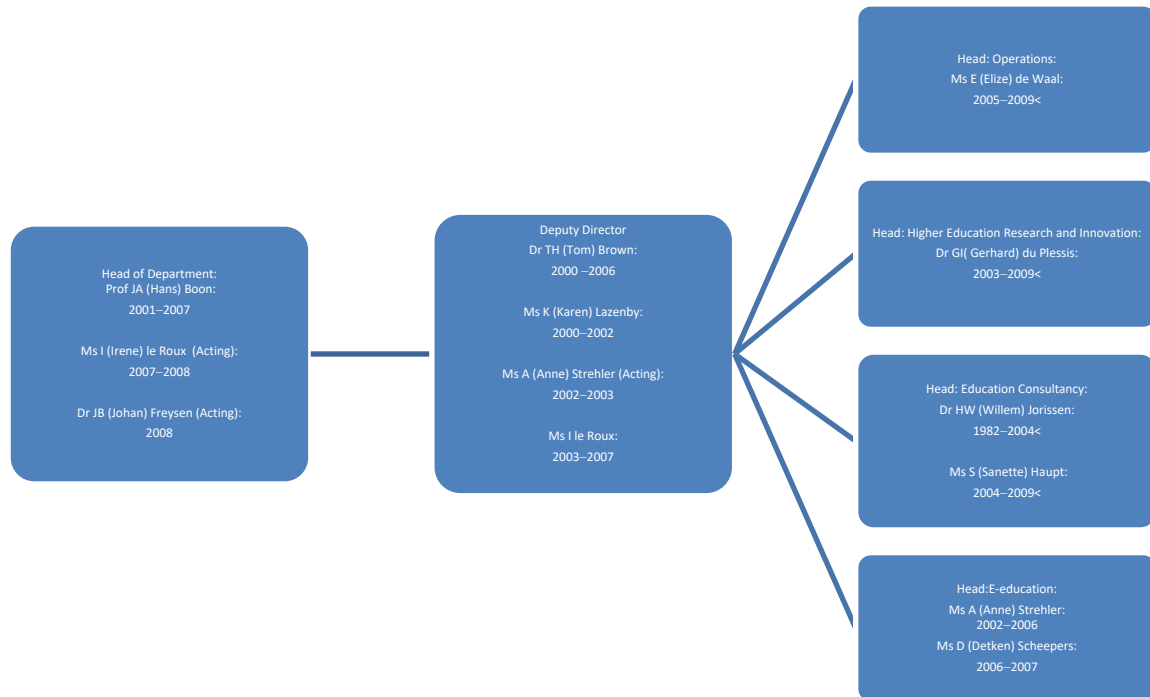 Head of Department:
Prof JA (Hans) Boon:
2001–2007
Ms I (Irene) le Roux  (Acting):
2007–2008
Dr JB (Johan) Freysen (Acting):
2008
Deputy Director
Dr TH (Tom) Brown:
2000 –2006
Ms K (Karen) Lazenby:
2000–2002
Ms A (Anne) Strehler (Acting):
2002–2003
Ms I le Roux:
2003–2007
Head: Operations:
Ms E (Elize) de Waal:
2005–2009<
Head: Higher Education Research and Innovation:
Dr GI( Gerhard) du Plessis:
2003–2009<
Head: Education Consultancy:
Dr HW (Willem) Jorissen:
1982–2004<
Ms S (Sanette) Haupt:
2004–2009<
Head:E-education:
Ms A (Anne) Strehler:
2002–2006
Ms D (Detken) Scheepers:
2006–2007